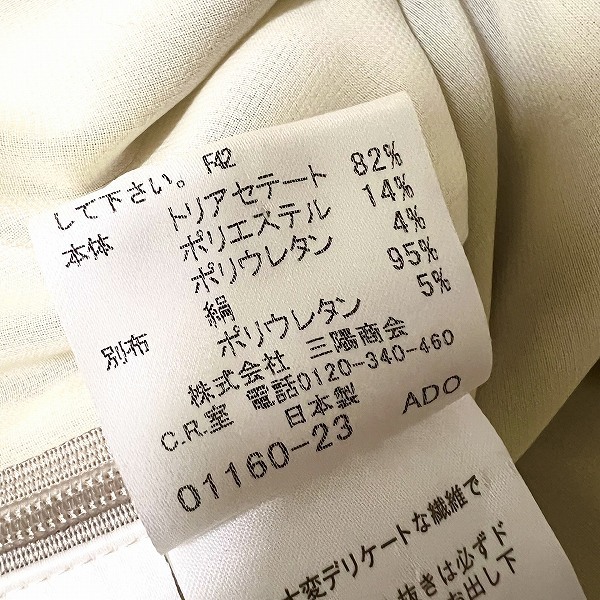 して下さい。 F42
本体 トリアセテート 82%
ポリエステル 14%
ポリウレタン 4%
別布 絹 95%
ポリウレタン 5%
株式会社 三陽商会
C.R.室 電話0120-340-460
日本製 ADO
01160-23
大変デリケートな繊維で
抜きは必ずド
お出し下